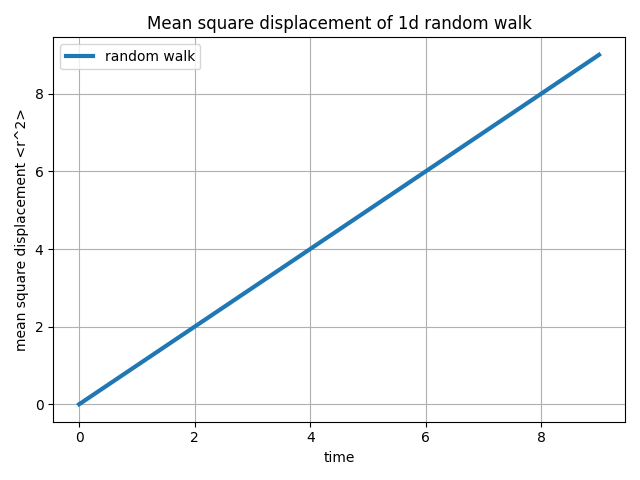 Mean square displacement of 1d random walk
random walk
mean square displacement <r^2>
8
6
4
2
0
0 2 4 6 8
time